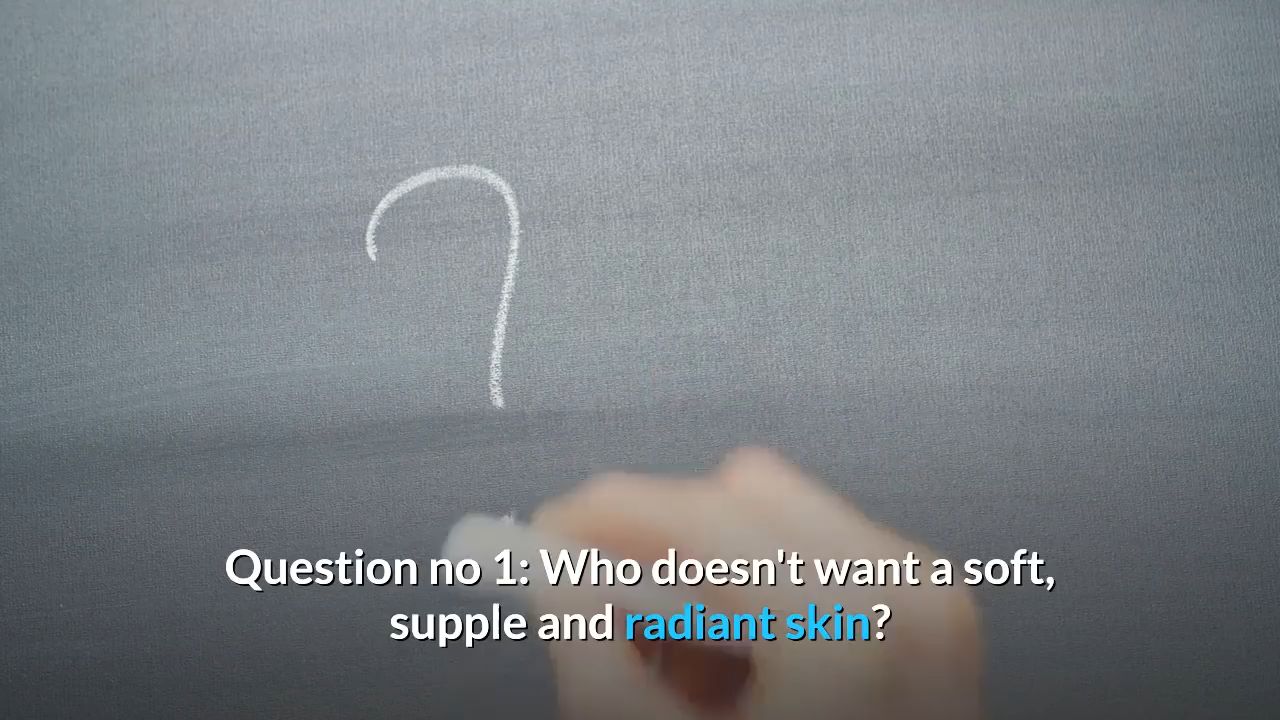 ?
Question no 1: Who doesn't want a soft,
supple and radiant skin?